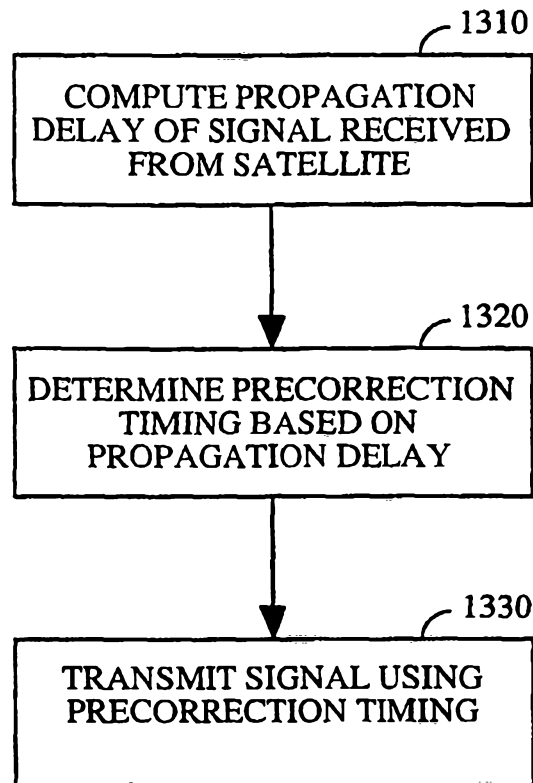 1310
COMPUTE PROPAGATION
DELAY OF SIGNAL RECEIVED
FROM SATELLITE
1320
DETERMINE PRECORRECTION
TIMING BASED ON
PROPAGATION DELAY
1330
TRANSMIT SIGNAL USING
PRECORRECTION TIMING